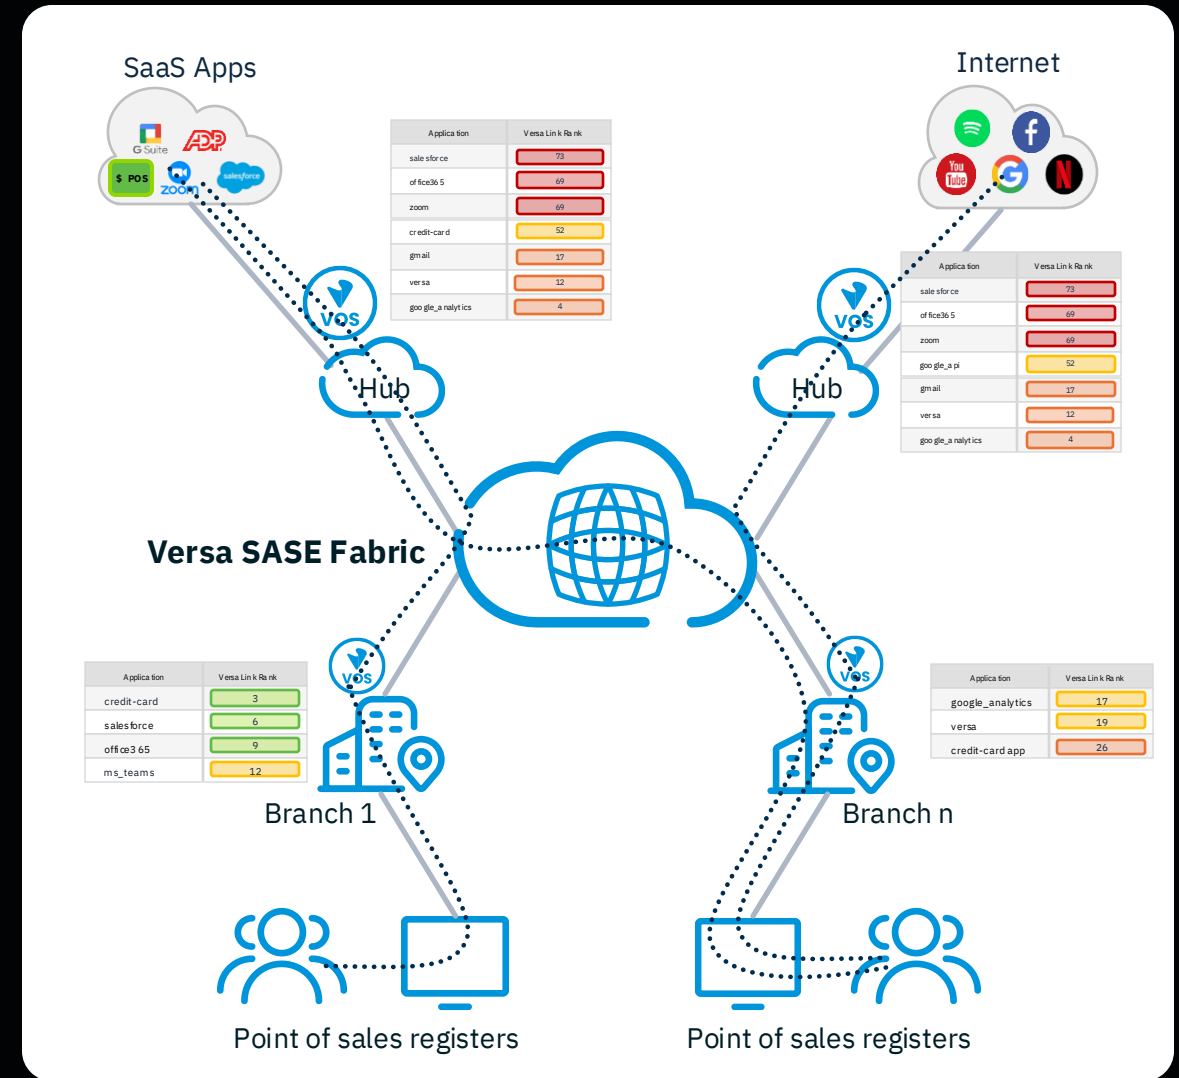 SaaS Apps
Internet
G Suite
ADP
$ POS
zoom
salesforce
You
Tube
G
N
Application Versa Link Rank
salesforce 73
office365 69
zoom 69
credit-card 52
gmail 17
versa 12
google_analytics 4
Application Versa Link Rank
salesforce 73
office365 69
zoom 69
google_api 52
gmail 17
versa 12
google_analytics 4
VOS
VOS
Hub
Hub
Versa SASE Fabric
VOS
VOS
Application Versa Link Rank
credit-card 3
salesforce 6
office365 9
ms_teams 12
Application Versa Link Rank
google_analytics 17
versa 19
credit-card app 26
Branch 1
Branch n
Point of sales registers
Point of sales registers